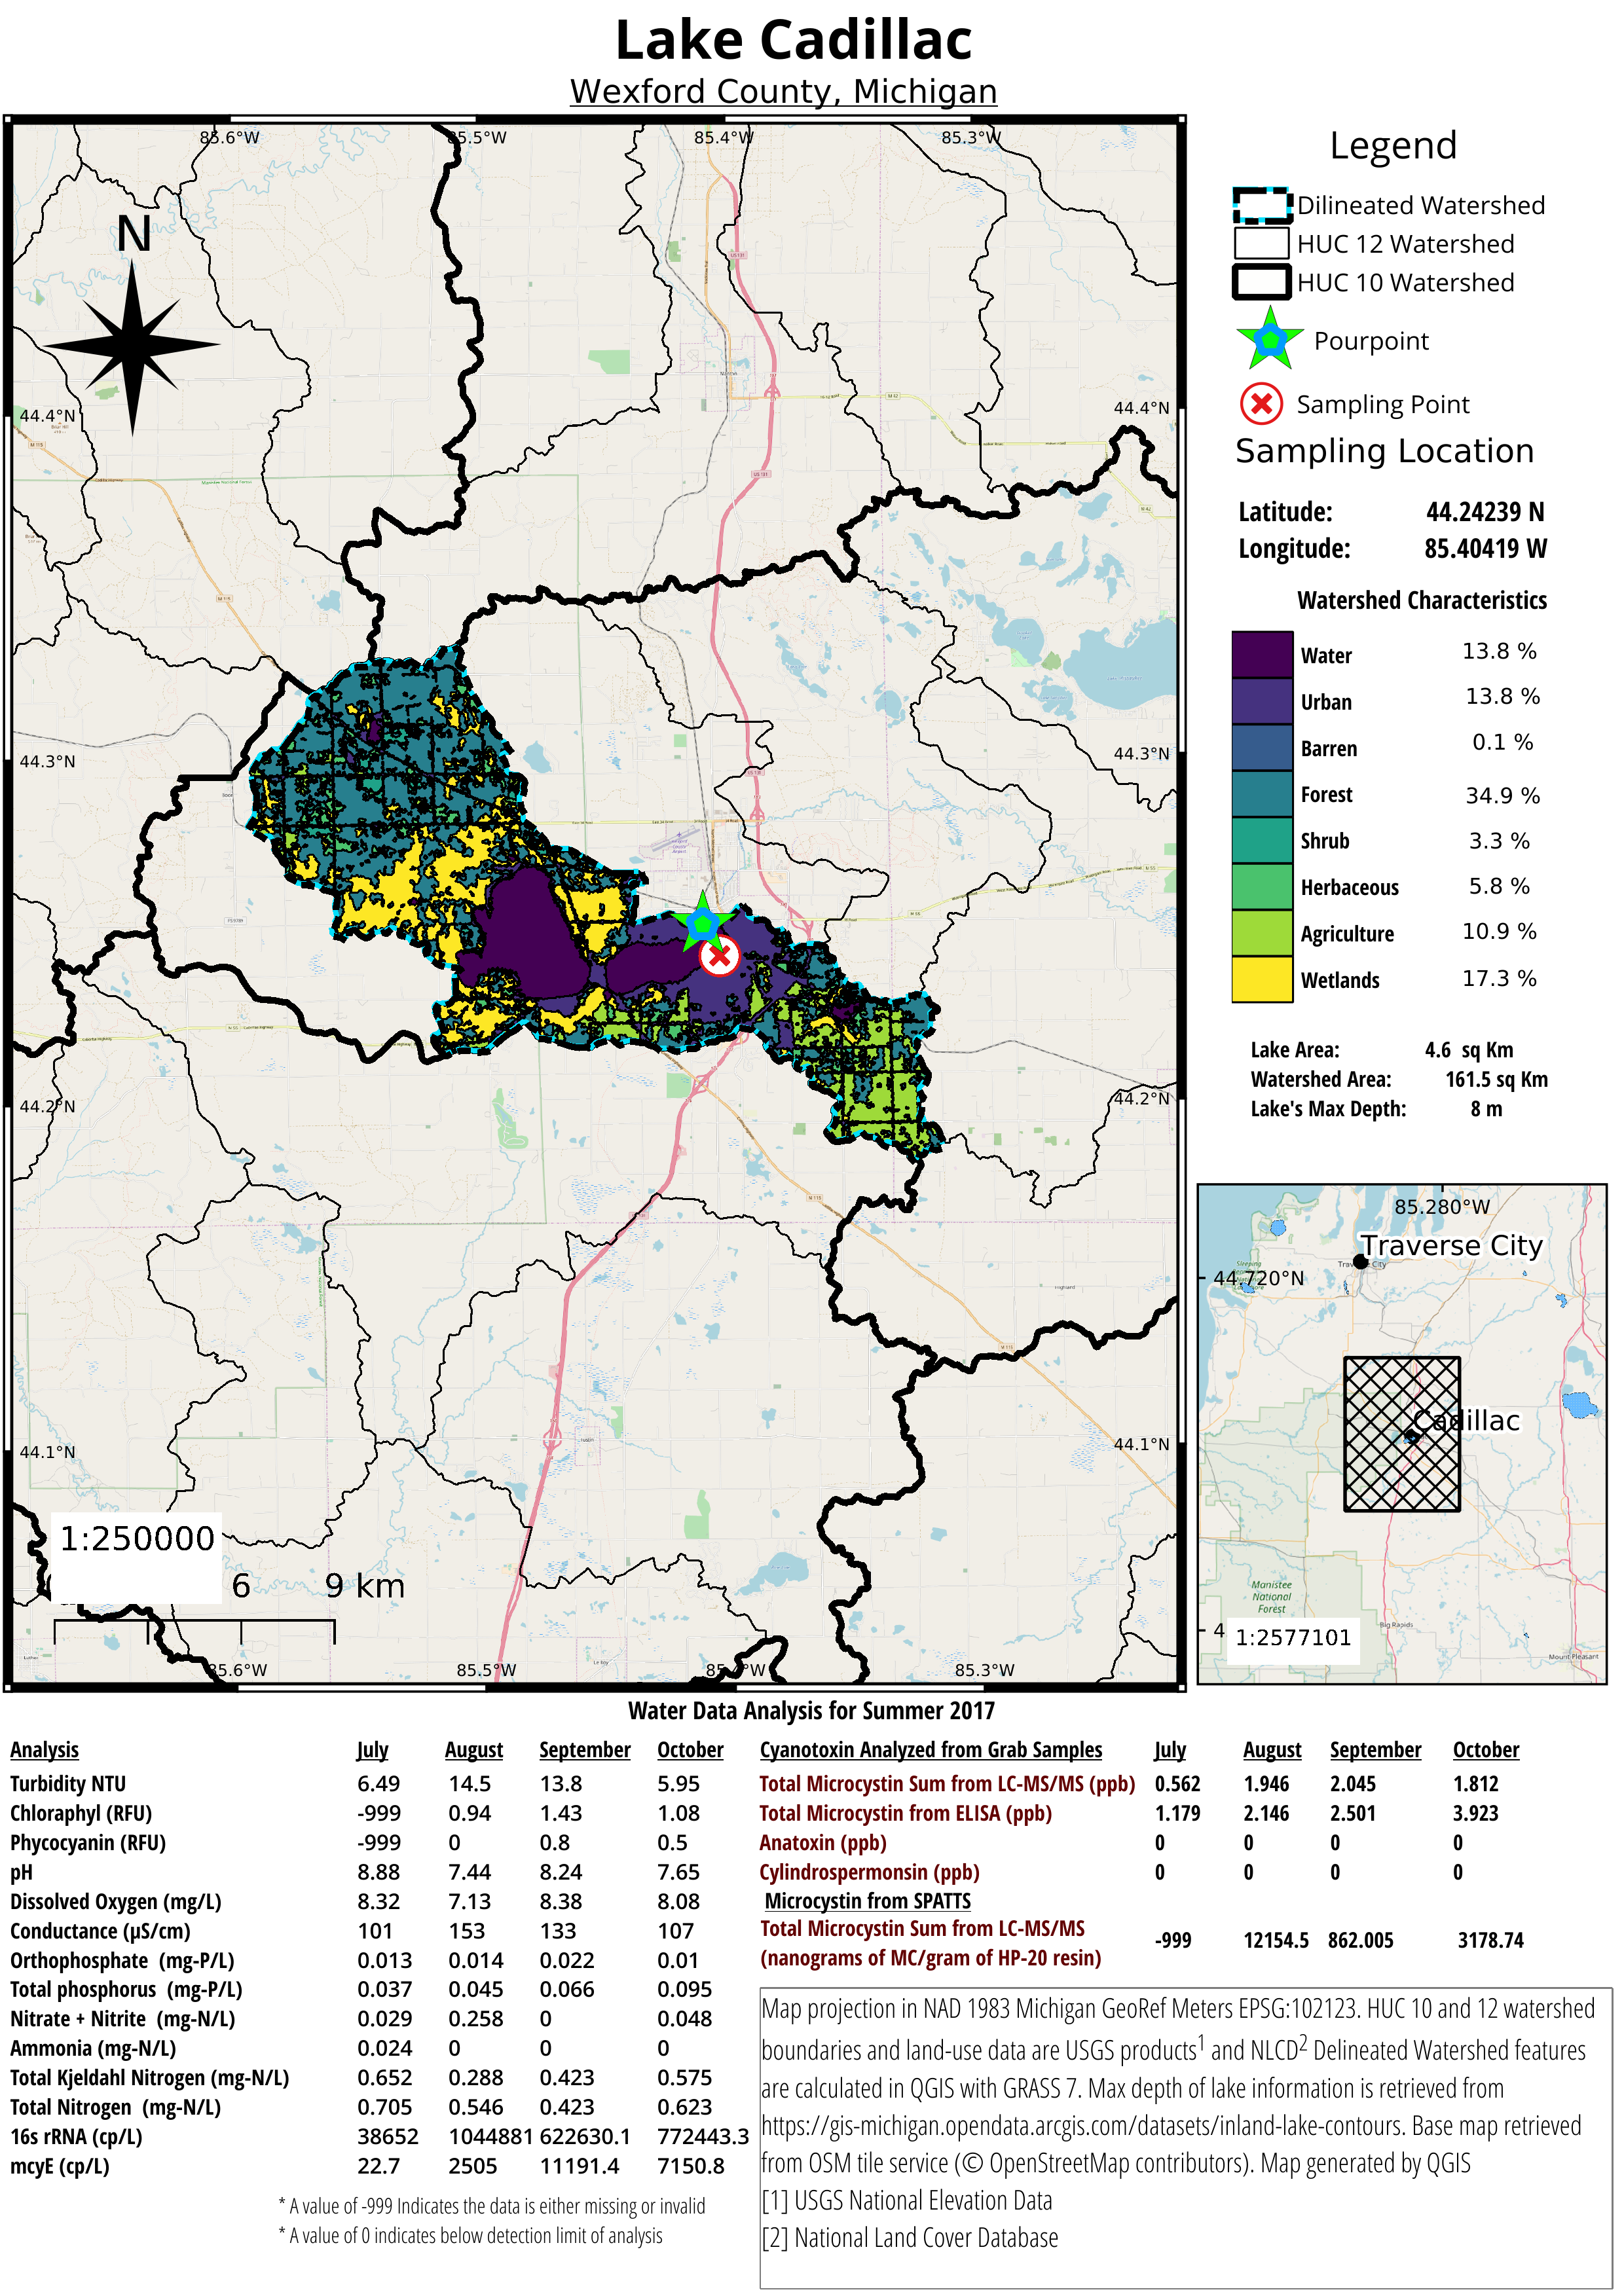 Lake Cadillac
Wexford County, Michigan
85.6°W 85.5°W 85.4°W 85.3°W
N
44.4°N 44.4°N
44.3°N 44.3°N
44.2°N 44.2°N
44.1°N 44.1°N
1:250000
6 9 km
85.6°W 85.5°W 85.3°W
Legend
Dilineated Watershed
HUC 12 Watershed
HUC 10 Watershed
Pourpoint
Sampling Point
Sampling Location
Latitude: 44.24239 N
Longitude: 85.40419 W
Watershed Characteristics
Water 13.8 %
Urban 13.8 %
Barren 0.1 %
Forest 34.9 %
Shrub 3.3 %
Herbaceous 5.8 %
Agriculture 10.9 %
Wetlands 17.3 %
Lake Area: 4.6 sq Km
Watershed Area: 161.5 sq Km
Lake's Max Depth: 8 m
85.280°W
Traverse City
44.720°N
Cadillac
Manistee
National
Forest
Big Rapids
Mount Pleasant
4
1:2577101
Water Data Analysis for Summer 2017
Analysis July August September October
Turbidity NTU 6.49 14.5 13.8 5.95
Chloraphyl (RFU) -999 0.94 1.43 1.08
Phycocyanin (RFU) -999 0 0.8 0.5
pH 8.88 7.44 8.24 7.65
Dissolved Oxygen (mg/L) 8.32 7.13 8.38 8.08
Conductance (µS/cm) 101 153 133 107
Orthophosphate (mg-P/L) 0.013 0.014 0.022 0.01
Total phosphorus (mg-P/L) 0.037 0.045 0.066 0.095
Nitrate + Nitrite (mg-N/L) 0.029 0.258 0 0.048
Ammonia (mg-N/L) 0.024 0 0 0
Total Kjeldahl Nitrogen (mg-N/L) 0.652 0.288 0.423 0.575
Total Nitrogen (mg-N/L) 0.705 0.546 0.423 0.623
16s rRNA (cp/L) 38652 1044881 622630.1 772443.3
mcyE (cp/L) 22.7 2505 11191.4 7150.8
* A value of -999 Indicates the data is either missing or invalid
* A value of 0 indicates below detection limit of analysis
Cyanotoxin Analyzed from Grab Samples July August September October
Total Microcystin Sum from LC-MS/MS (ppb) 0.562 1.946 2.045 1.812
Total Microcystin from ELISA (ppb) 1.179 2.146 2.501 3.923
Anatoxin (ppb) 0 0 0 0
Cylindrospermonsin (ppb) 0 0 0 0
Microcystin from SPATTS
Total Microcystin Sum from LC-MS/MS
(nanograms of MC/gram of HP-20 resin) -999 12154.5 862.005 3178.74
Map projection in NAD 1983 Michigan GeoRef Meters EPSG:102123. HUC 10 and 12 watershed
boundaries and land-use data are USGS products1 and NLCD2 Delineated Watershed features
are calculated in QGIS with GRASS 7. Max depth of lake information is retrieved from
https://gis-michigan.opendata.arcgis.com/datasets/inland-lake-contours. Base map retrieved
from OSM tile service (© OpenStreetMap contributors). Map generated by QGIS
[1] USGS National Elevation Data
[2] National Land Cover Database